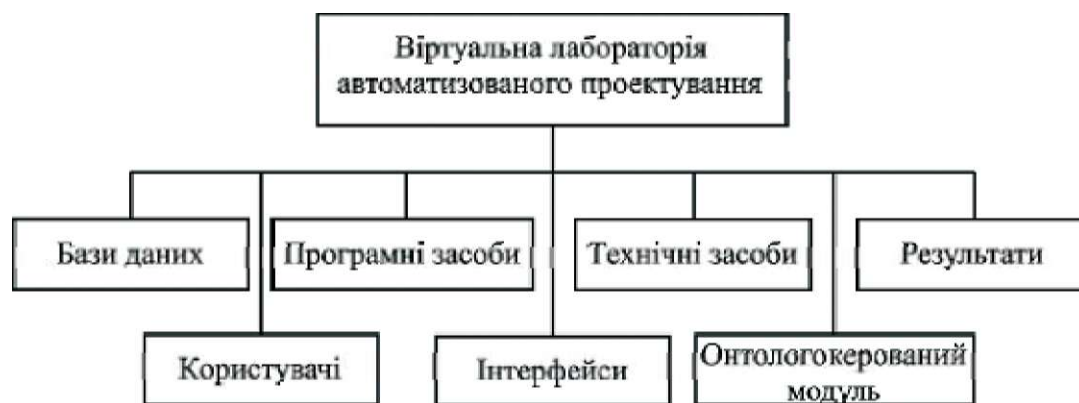 Віртуальна лабораторія
автоматизованого проектування
Бази даних
Програмні засоби
Технічні засоби
Результати
Користувачі
Інтерфейси
Онтологокерований
модуль